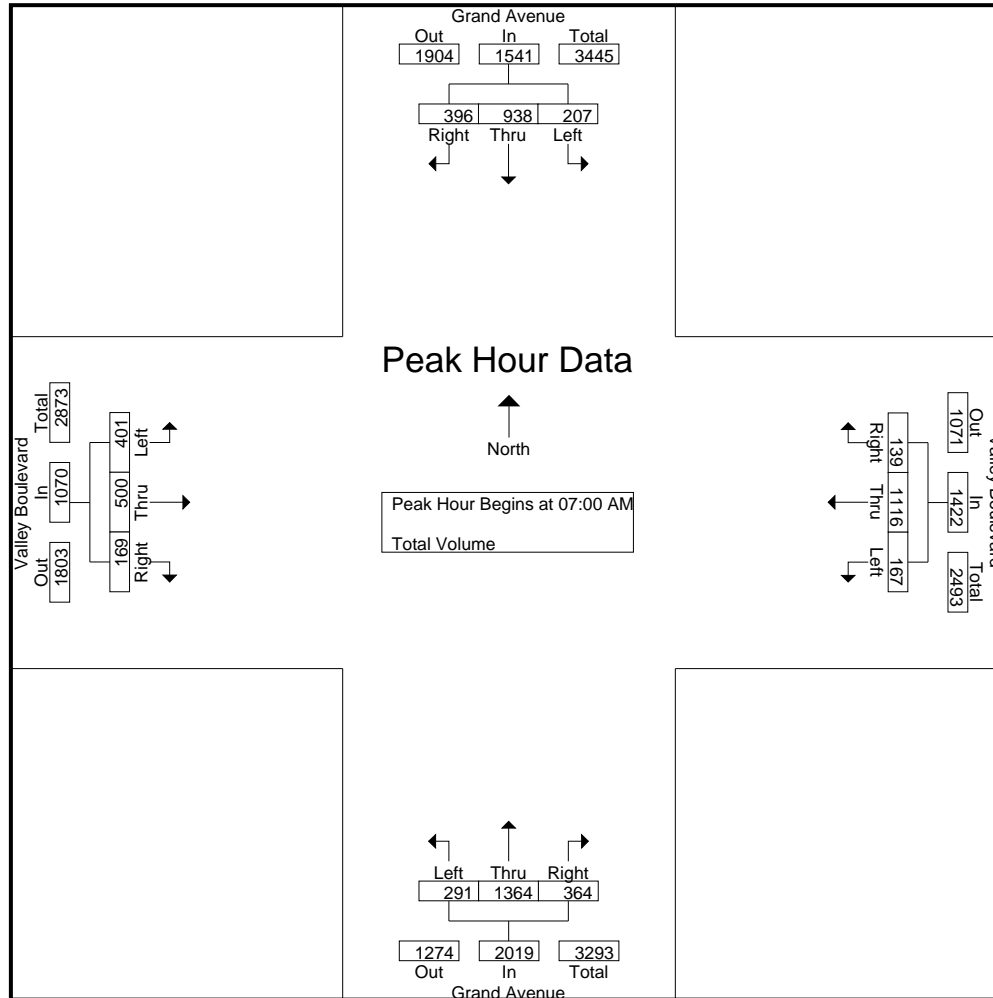 Grand Avenue
Out In Total
1904 1541 3445
396 938 207
Right Thru Left
Peak Hour Data
North
Peak Hour Begins at 07:00 AM
Total Volume
Valley Boulevard
Total In Out
2873 1070 1803
401 500 169
Left Thru Right
Right Thru Left
139 1116 167
1071 1422 2493
Out In Total
Boulevard
Left Thru Right
291 1364 364
1274 2019 3293
Out In Total
Grand Avenue